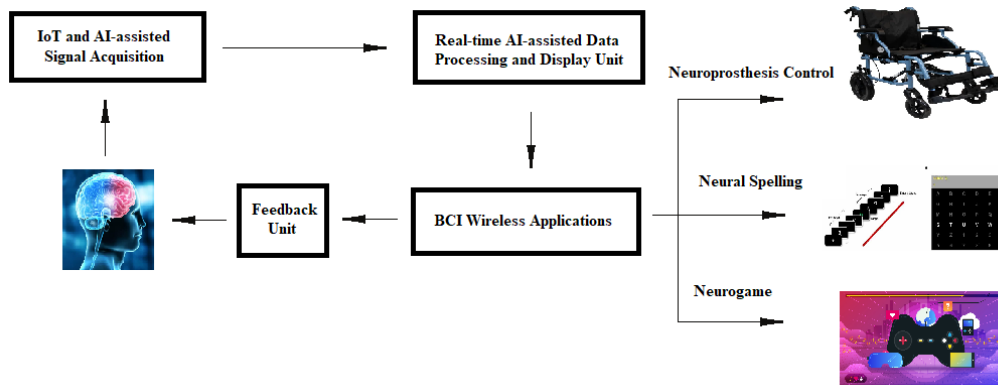 IoT and AI-assisted
Signal Acquisition
Real-time AI-assisted Data
Processing and Display Unit
Neuroprosthesis Control
Neural Spelling
Feedback
Unit
BCI Wireless Applications
Neurogame